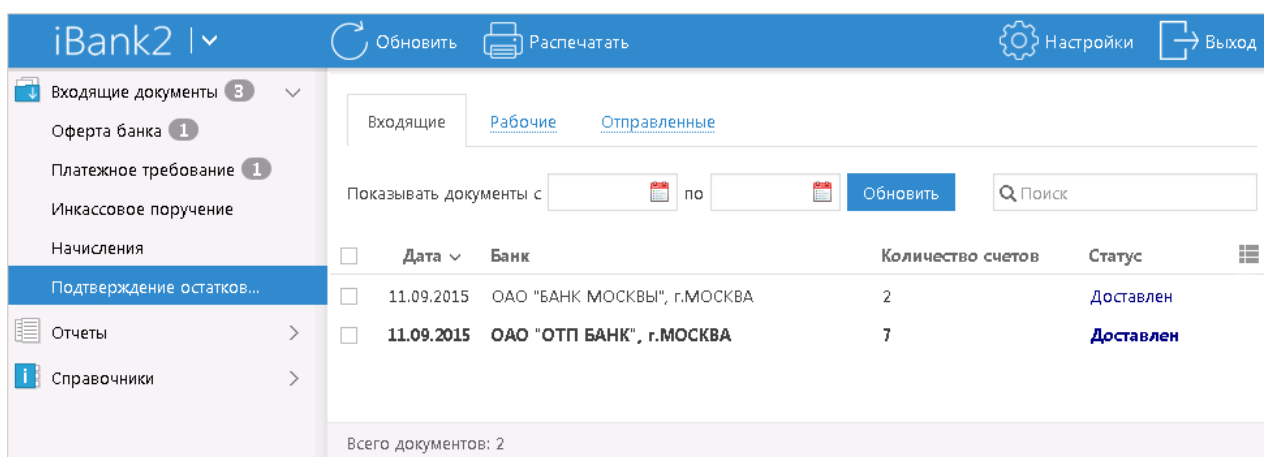 iBank2 Обновить Распечатать Настройки Выход
Входящие документы 3
Оферта банка 1
Платежное требование 1
Инкассовое поручение
Начисления
Подтверждение остатков...
Отчеты
Справочники
Входящие Рабочие Отправленные
Показывать документы с по Обновить Поиск
Дата Банк Количество счетов Статус
11.09.2015 ОАО "БАНК МОСКВЫ", г.МОСКВА 2 Доставлен
11.09.2015 ОАО "ОТП БАНК", г.МОСКВА 7 Доставлен
Всего документов: 2